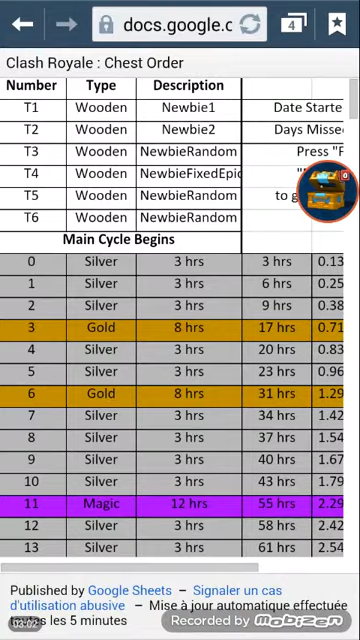 docs.google.c
4
Clash Royale : Chest Order
Number Type Description
T1 Wooden Newbie1 Date Starte
T2 Wooden Newbie2 Days Misse
T3 Wooden NewbieRandom Press "F
T4 Wooden NewbieFixedEpic
T5 Wooden NewbieRandom to g
T6 Wooden NewbieRandom
0
Main Cycle Begins
0 Silver 3 hrs 3 hrs 0.13
1 Silver 3 hrs 6 hrs 0.25
2 Silver 3 hrs 9 hrs 0.38
3 Gold 8 hrs 17 hrs 0.71
4 Silver 3 hrs 20 hrs 0.83
5 Silver 3 hrs 23 hrs 0.96
6 Gold 8 hrs 31 hrs 1.29
7 Silver 3 hrs 34 hrs 1.42
8 Silver 3 hrs 37 hrs 1.54
9 Silver 3 hrs 40 hrs 1.67
10 Silver 3 hrs 43 hrs 1.79
11 Magic 12 hrs 55 hrs 2.29
12 Silver 3 hrs 58 hrs 2.42
13 Silver 3 hrs 61 hrs 2.54
Publié par Google Sheets – Signaler un cas
d'utilisation abusive – Mise à jour automatique effectuée
les 5 minutes
03:02
Recorded by MOBIZEN